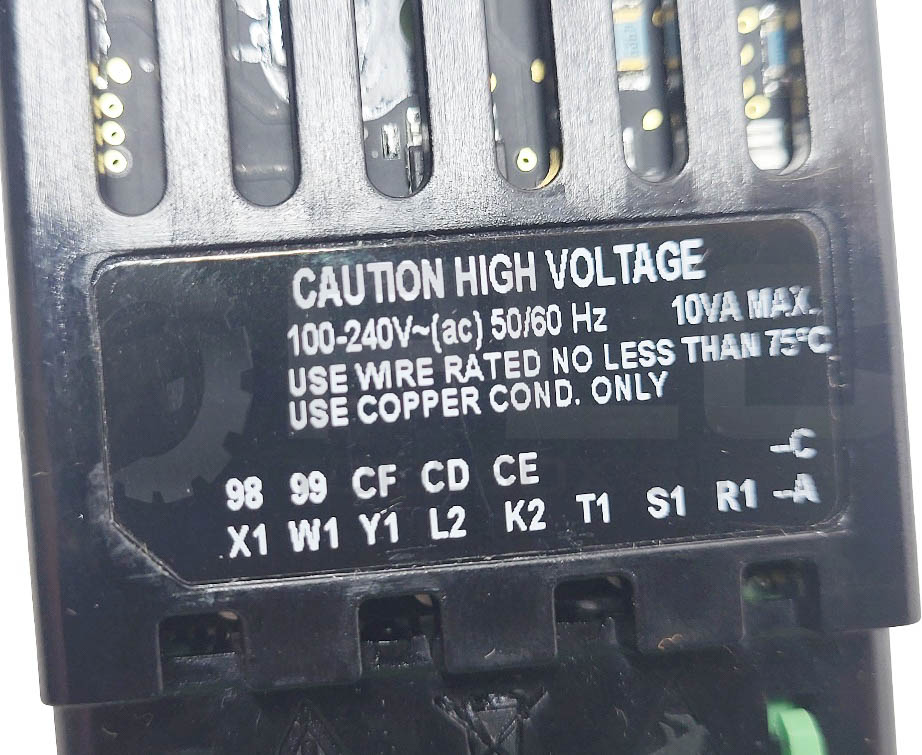 CAUTION HIGH VOLTAGE
100-240V~(ac) 50/60 Hz 10VA MAX.
USE WIRE RATED NO LESS THAN 75°C
USE COPPER COND. ONLY
-C
98 99 CF CD CE
X1 W1 Y1 L2 K2 T1 S1 R1 -A